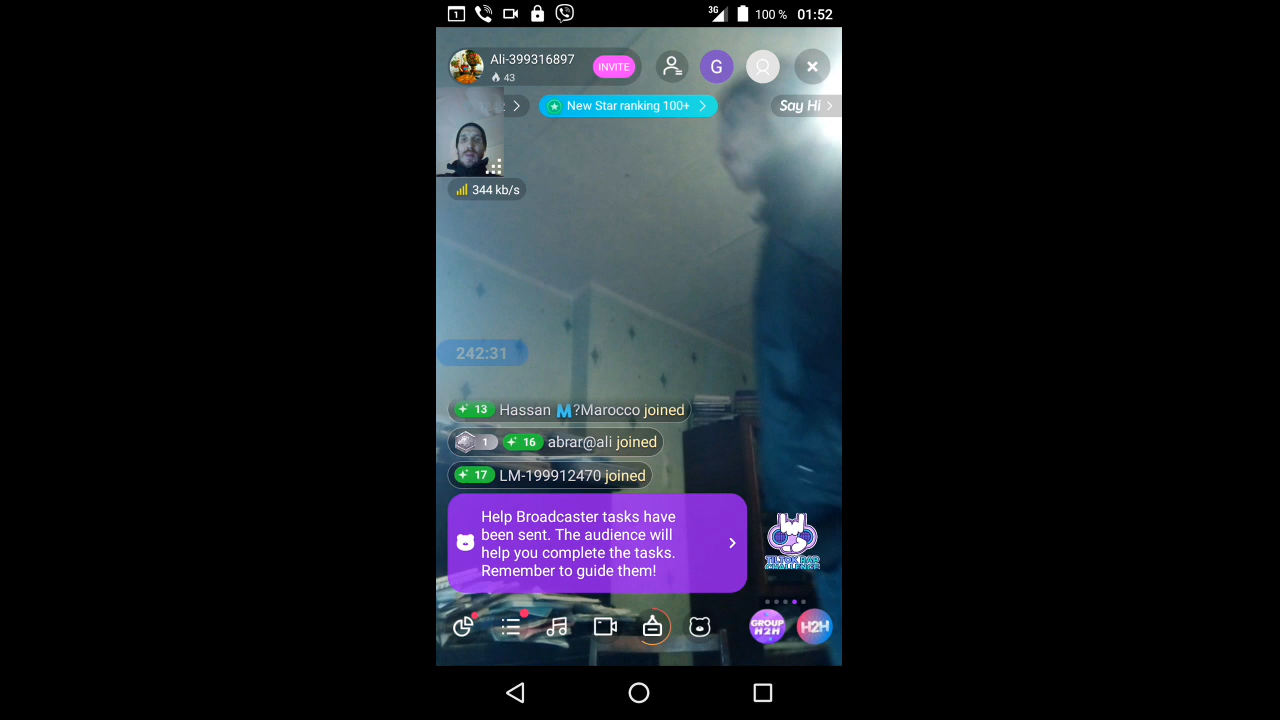 1
3G
100 %
01:52
Ali-399316897
43
INVITE
G
New Star ranking 100+
Say Hi
344 kb/s
242:31
13 Hassan M?Marocco joined
1 16 abrar@ali joined
17 LM-199912470 joined
Help Broadcaster tasks have
been sent. The audience will
help you complete the tasks.
Remember to guide them!
CHALLENGE
GROUP
H2H
H2H